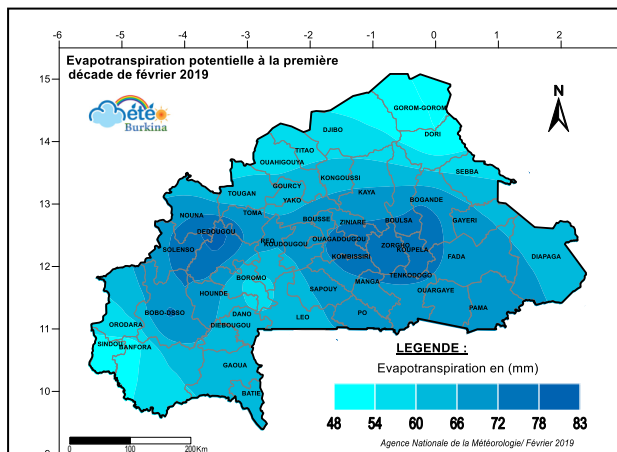 -6 -5 -4 -3 -2 -1 0 1 2
Evapotranspiration potentielle à la première
décade de février 2019
Météo
Burkina
N
15
14
13
12
11
10
GOROM-GOROM
DJIBO
DORI
TITAO
OUAHIGOUYA
SEBBA
KONGOUSSI
GOURCY
TOUGAN
KAYA
YAKO
BOGANDE
NOUNA
TOMA
BOUSSE
ZINIARE
BOULSA
GAYERI
DEDOUGOU
REO
KOUDOUGOU
OUAGADOUGOU
ZORGHO
KOUPELA
SOLENSO
KOMBISSIRI
FADA
DIAPAGA
TENKODOGO
BOROMO
MANGA
SAPOUY
OUARGAYE
HOUNDE
PAMA
BOBO-DSSO
DANO
LEO
PO
ORODARA
DIEBOUGOU
SINDOU
BANFORA
GAOUA
BATIE
LEGENDE :
Evapotranspiration en (mm)
48 54 60 66 72 78 83
0 100 200Km
Agence Nationale de la Météorologie/ Février 2019